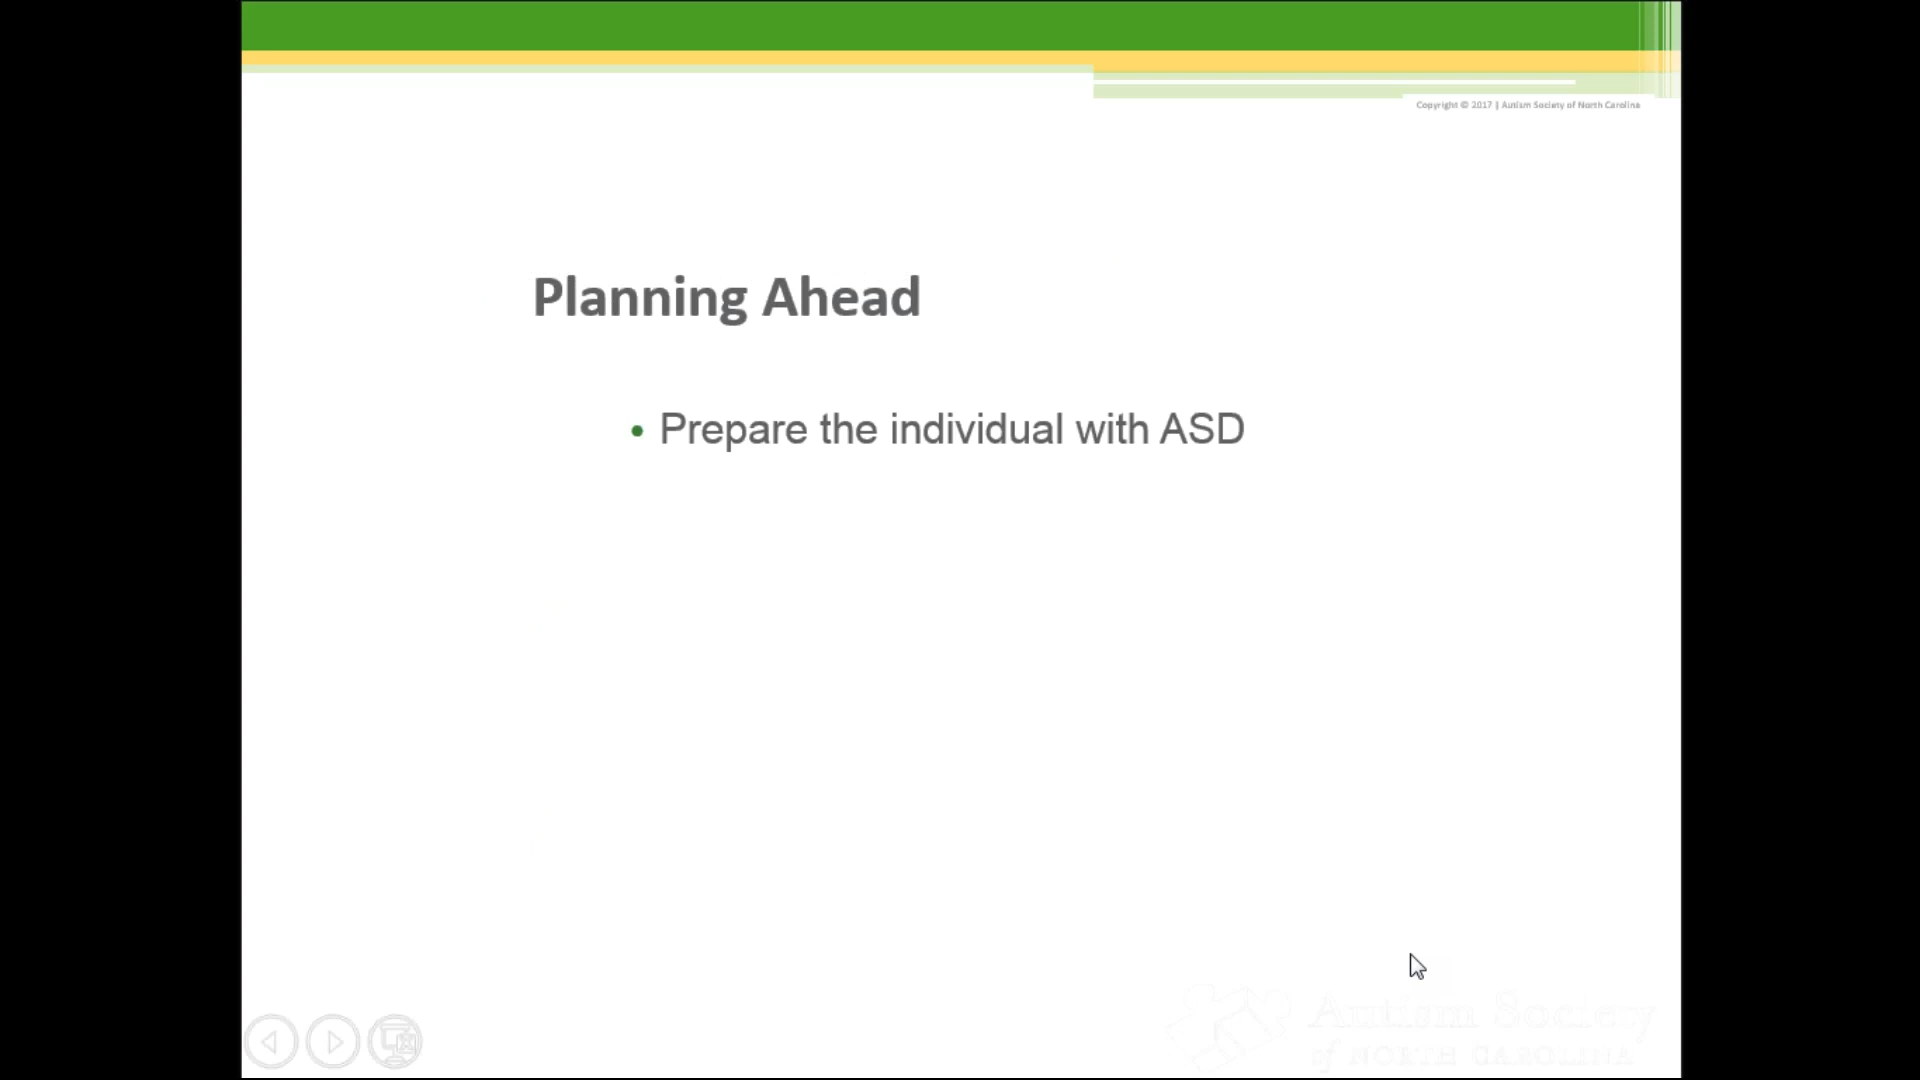 Copyright © 2017 | Autism Society of North Carolina
Planning Ahead
• Prepare the individual with ASD
Autism Society
of NORTH CAROLINA